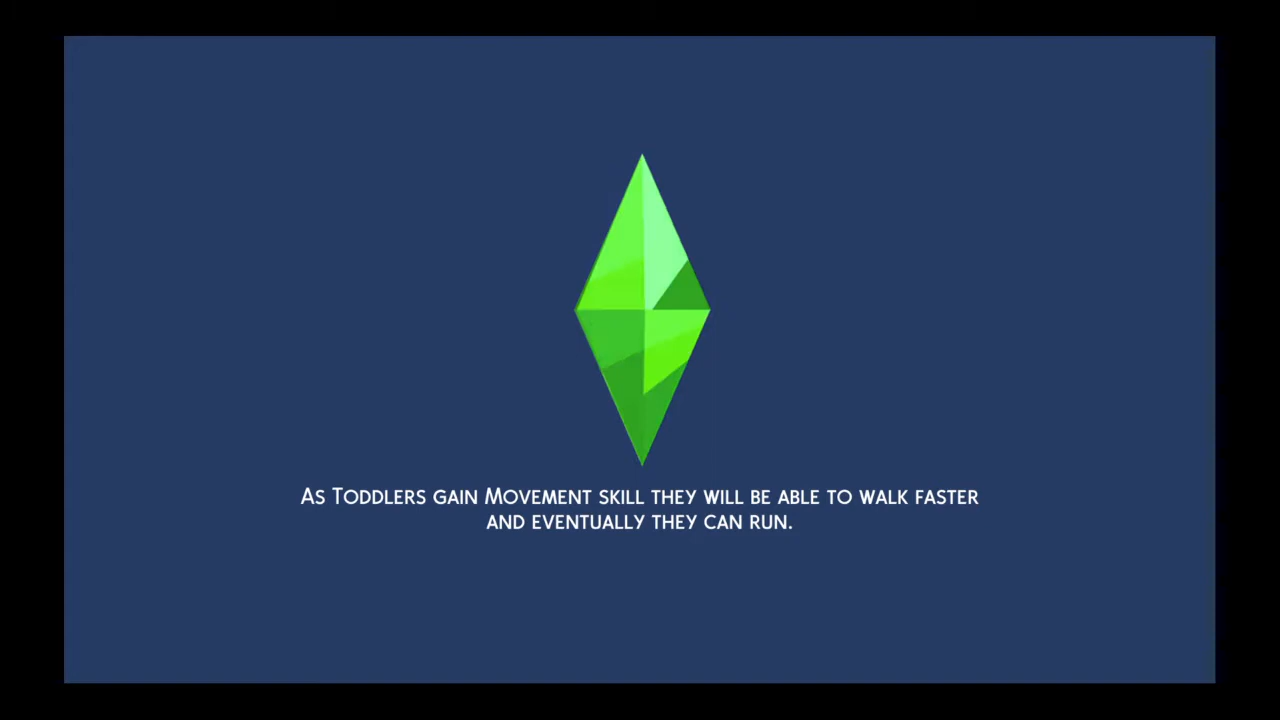 As Toddlers gain Movement skill they will be able to walk faster
and eventually they can run.